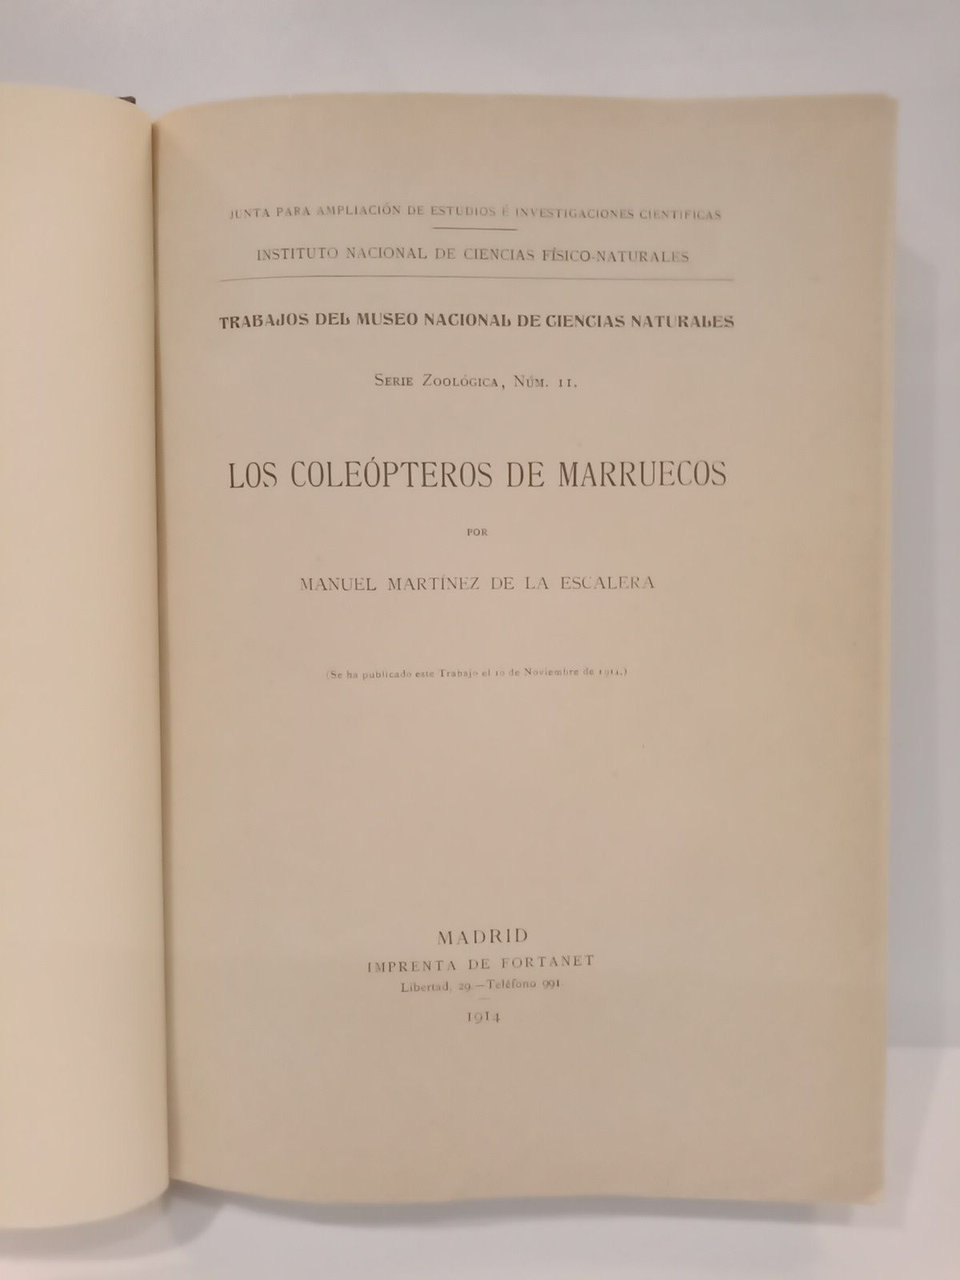 JUNTA PARA AMPLIACIÓN DE ESTUDIOS É INVESTIGACIONES CIENTÍFICAS
INSTITUTO NACIONAL DE CIENCIAS FÍSICO-NATURALES
TRABAJOS DEL MUSEO NACIONAL DE CIENCIAS NATURALES
SERIE ZOOLÓGICA, NÚM. 11.
LOS COLEÓPTEROS DE MARRUECOS
POR
MANUEL MARTÍNEZ DE LA ESCALERA
(Se ha publicado este Trabajo el 10 de Noviembre de 1914.)
MADRID
IMPRENTA DE FORTANET
Libertad, 29.—Teléfono 991
1914